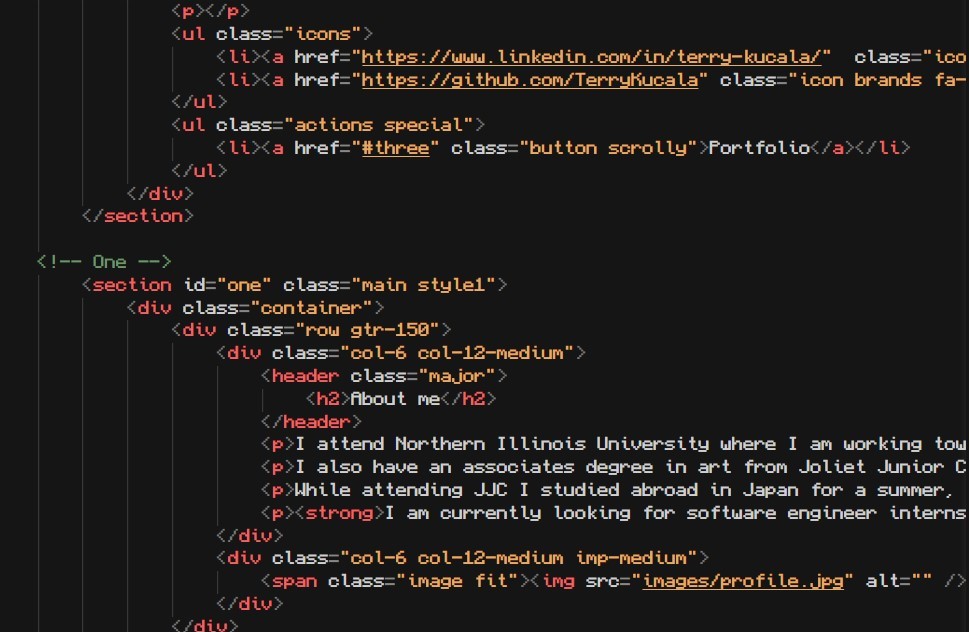 <p></p>
<ul class="icons">
<li><a href="https://www.linkedin.com/in/terry-kucala/"  class="ico
<li><a href="https://github.com/TerryKucala" class="icon brands fa-
</ul>
<ul class="actions special">
<li><a href="#three" class="button scrolly">Portfolio</a></li>
</ul>
</div>
</section>
<!-- One -->
<section id="one" class="main style1">
<div class="container">
<div class="row gtr-150">
<div class="col-6 col-12-medium">
<header class="major">
<h2>About me</h2>
</header>
<p>I attend Northern Illinois University where I am working tow
<p>I also have an associates degree in art from Joliet Junior C
<p>While attending JJC I studied abroad in Japan for a summer,
<p><strong>I am currently looking for software engineer interns
</div>
<div class="col-6 col-12-medium imp-medium">
<span class="image fit"><img src="images/profile.jpg" alt="" />
</div>
</div>